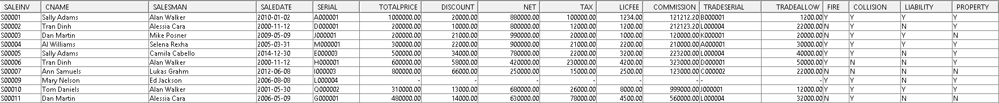 SALEINV CNAME SALESMAN SALEDATE SERIAL TOTALPRICE DISCOUNT NET TAX LICFEE COMMISSION TRADESERIAL TRADEALLOW FIRE COLLISION LIABILITY PROPERTY
S00001 Sally Adams Alan Walker 2010-01-02 A000001 1000000.00 20000.00 880000.00 100000.00 1234.00 121212.20 B000001 1200.00 Y Y Y Y
S00002 Tran Dinh Alessia Cara 2000-11-12 D000001 200000.00 10000.00 800000.00 12000.00 1200.00 212123.20 L000004 22000.00 N Y N Y
S00003 Dan Martin Mike Posner 2009-05-09 J000001 200000.00 21000.00 990000.00 20000.00 1000.00 120000.00 K000001 20000.00 N Y Y N
S00004 Al Williams Selena Rexha 2005-03-31 M000001 300000.00 22000.00 900000.00 21000.00 2200.00 210000.00 A000001 30000.00 Y Y Y Y
S00005 Sally Adams Camila Cabello 2014-12-30 E000003 500000.00 34000.00 780000.00 22000.00 3200.00 223200.00 L000004 40000.00 Y Y N Y
S00006 Tran Dinh Alan Walker 2000-11-12 H000001 600000.00 58000.00 420000.00 230000.00 4200.00 323000.00 D000001 50000.00 Y N N Y
S00007 Ann Samuels Lukas Grahm 2012-06-08 I000003 800000.00 66000.00 250000.00 15000.00 2500.00 123000.00 C000002 22000.00 N N N N
S00009 Mary Nelson Ed Jackson 2006-08-08 L000004 - - - - - - - - Y Y N Y
S00010 Tom Daniels Alan Walker 2001-05-30 Q000002 310000.00 13000.00 680000.00 26000.00 8000.00 999000.00 J000001 12000.00 Y Y Y Y
S00011 Dan Martin Alessia Cara 2006-05-09 G000001 480000.00 14000.00 630000.00 78000.00 4500.00 560000.00 L000004 32000.00 N Y N N